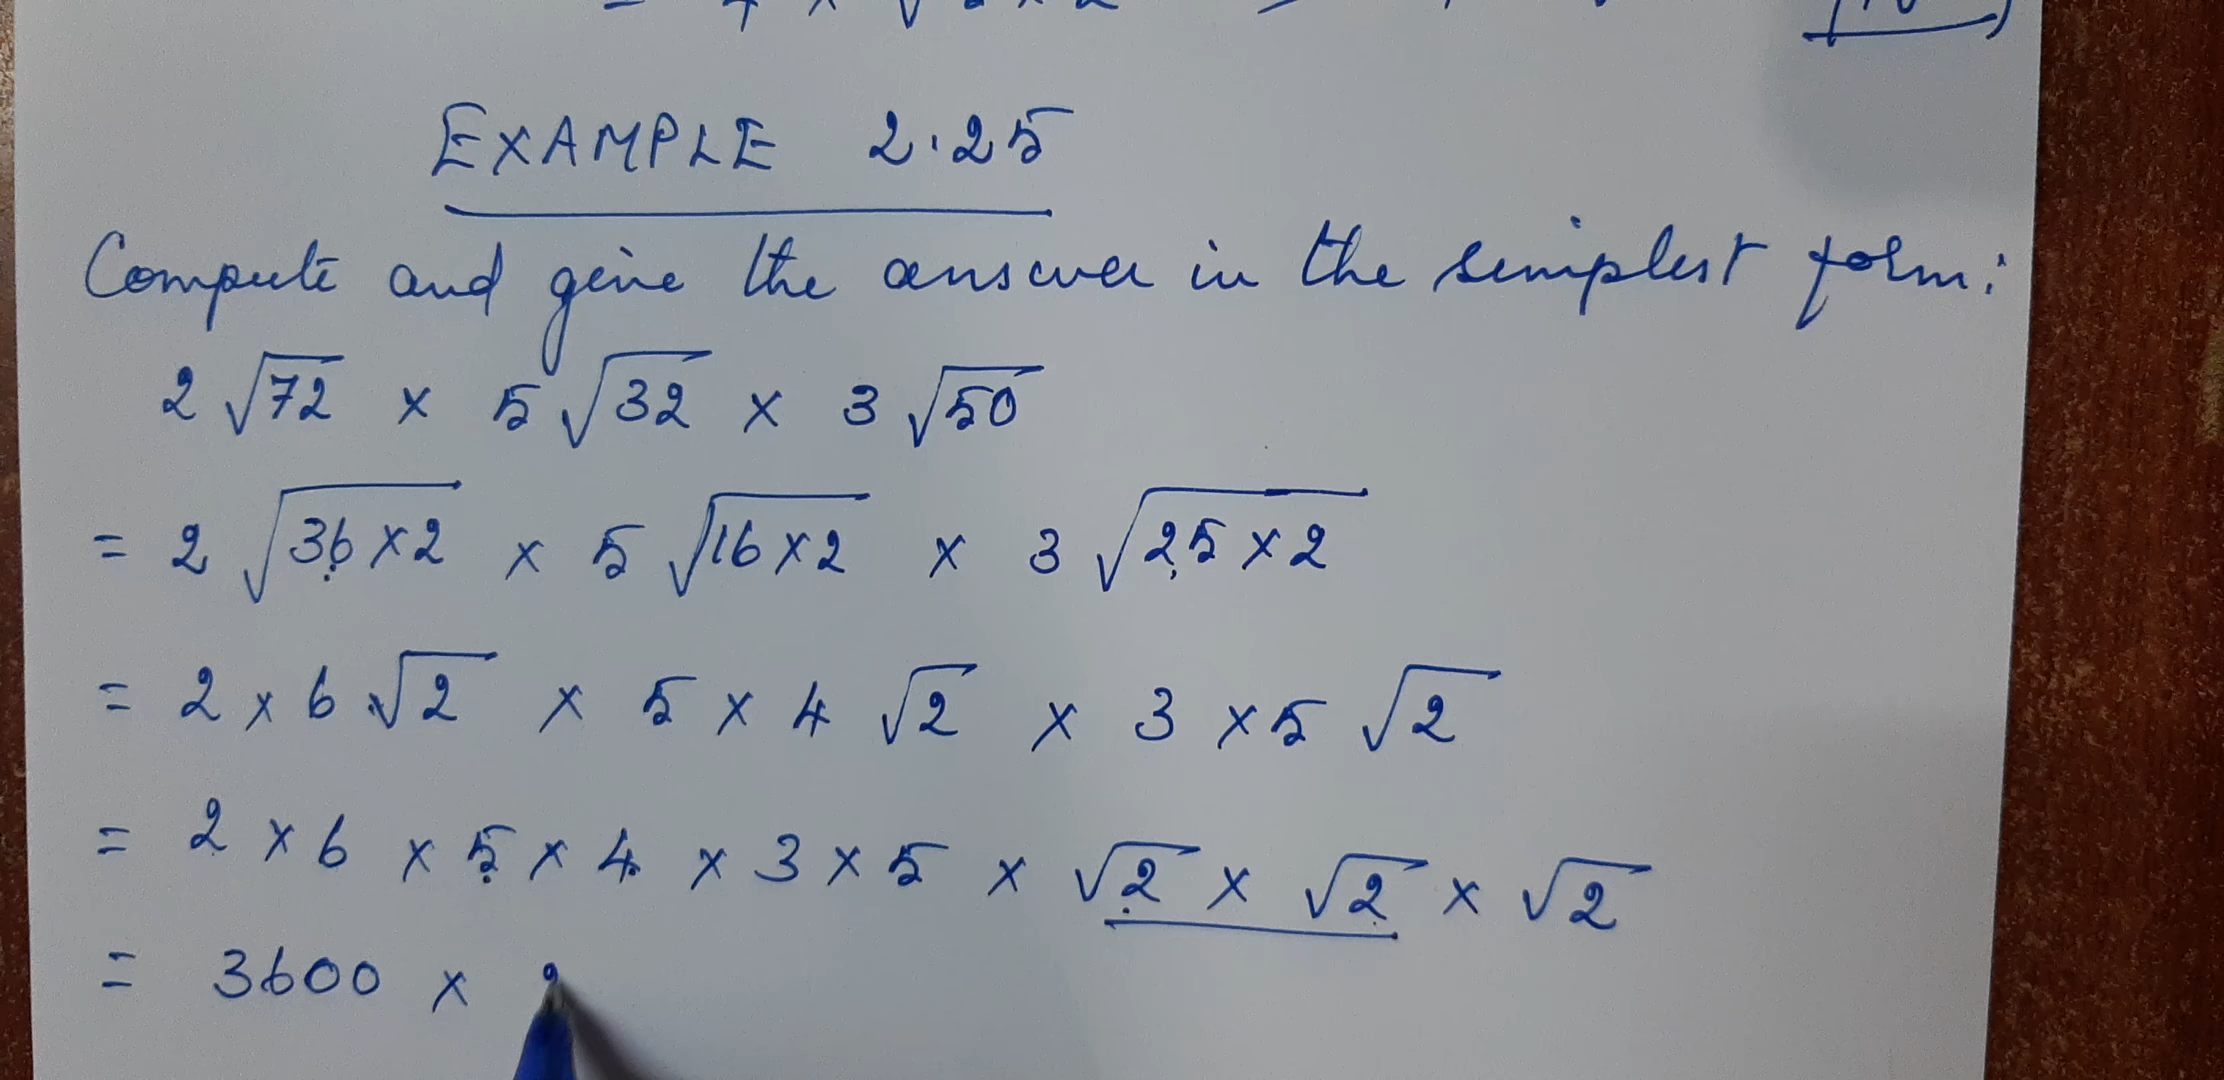 EXAMPLE 2.25
Compute and give the answer in the simplest form:
2 √72 × 5 √32 × 3 √50
= 2 √36×2 × 5 √16×2 × 3 √25×2
= 2 × 6 √2 × 5 × 4 √2 × 3 × 5 √2
= 2 × 6 × 5 × 4 × 3 × 5 × √2 × √2 × √2
= 3600 ×